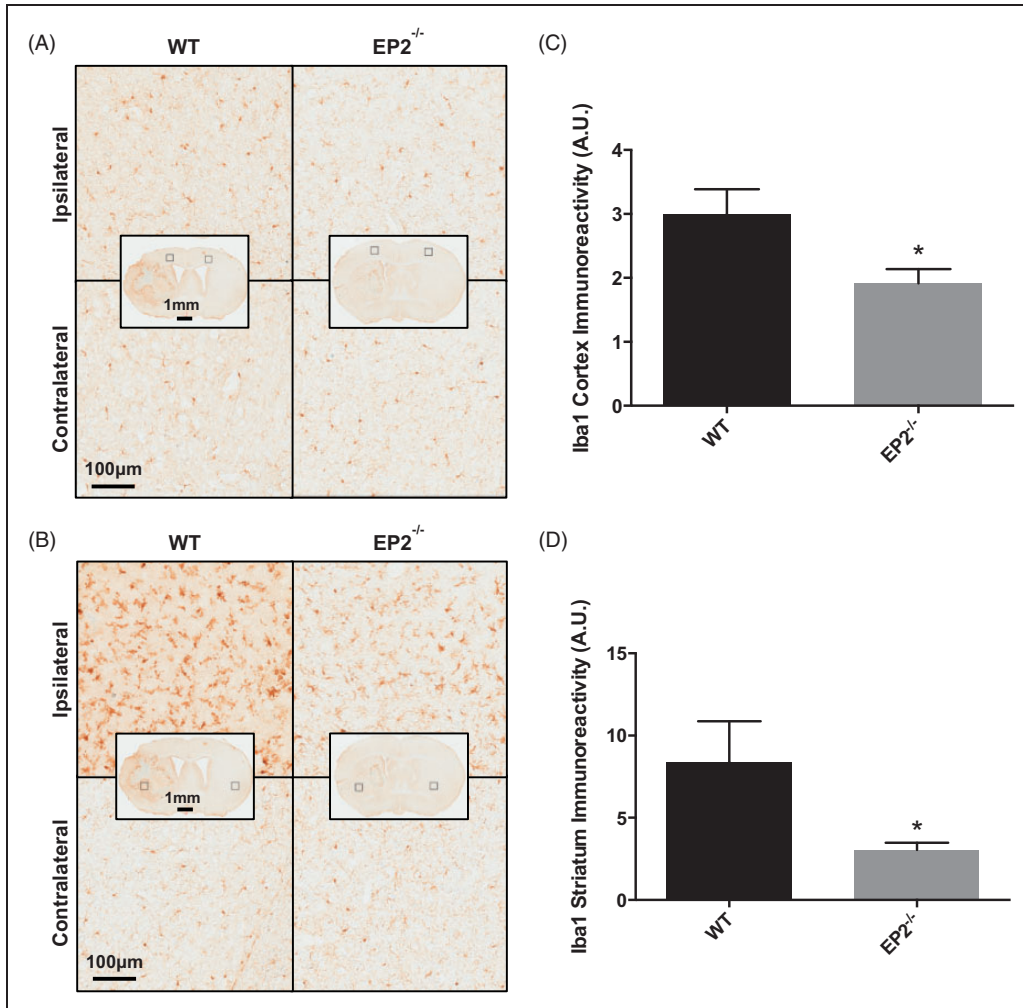 (A)
WT
EP2-/-
Ipsilateral
Contralateral
1mm
100µm
(B)
WT
EP2-/-
Ipsilateral
Contralateral
1mm
100µm
(C)
Iba1 Cortex Immunoreactivity (A.U.)
4
3
2
1
0
*
WT
EP2-/-
(D)
Iba1 Striatum Immunoreactivity (A.U.)
15
10
5
0
*
WT
EP2-/-